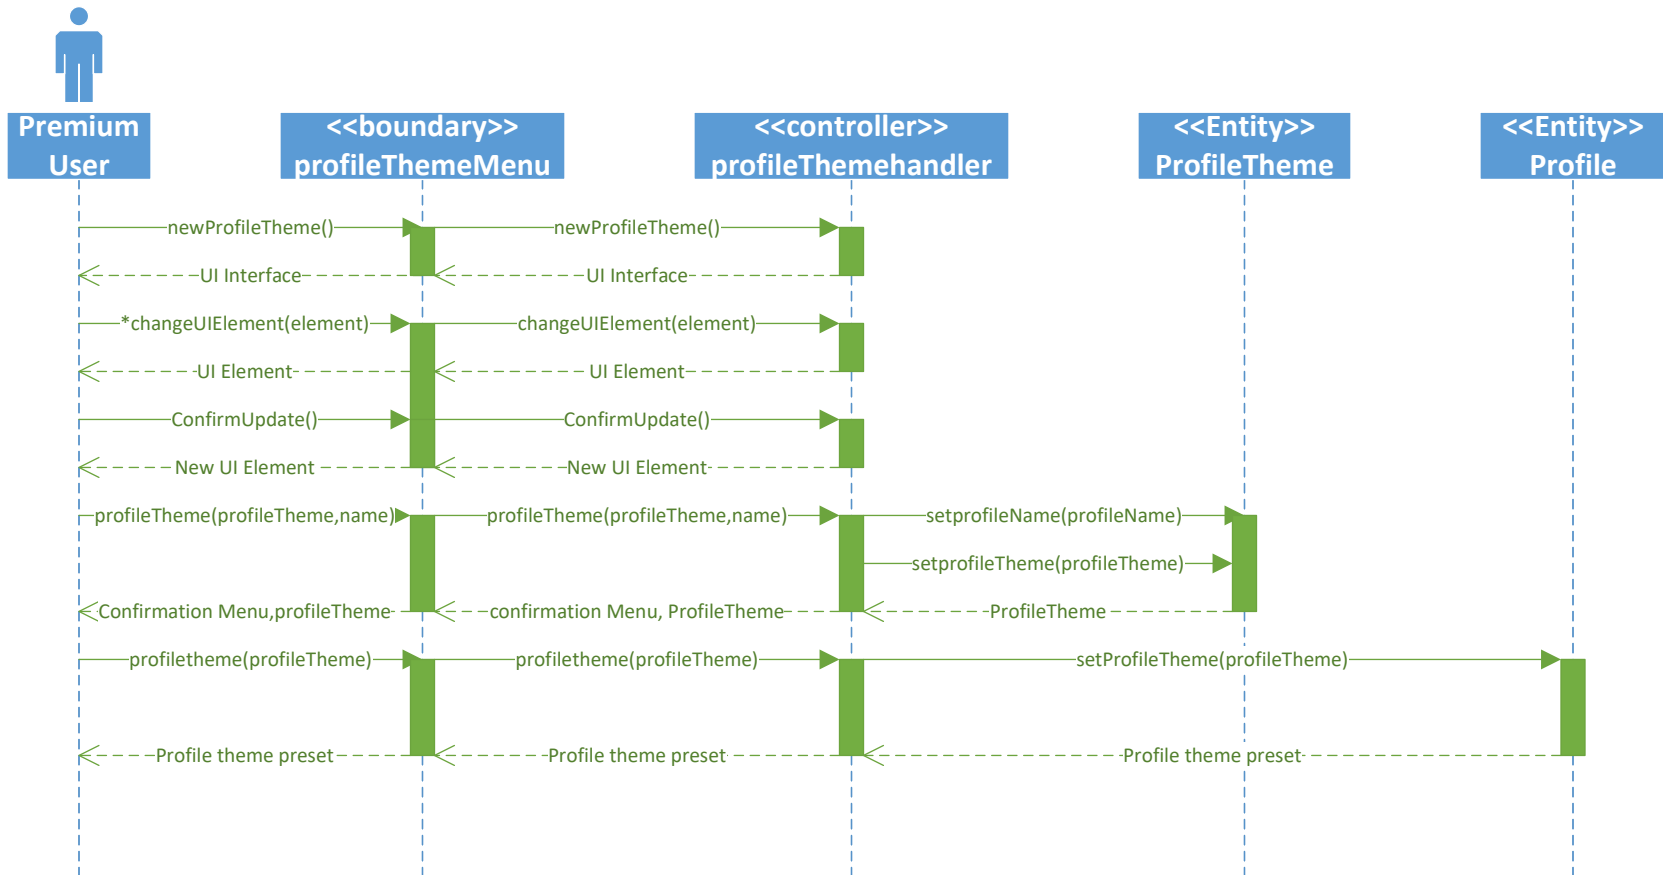 Premium
User
<<boundary>>
profileThemeMenu
<<controller>>
profileThemehandler
<<Entity>>
ProfileTheme
<<Entity>>
Profile
newProfileTheme()
newProfileTheme()
UI Interface
UI Interface
*changeUIElement(element)
changeUIElement(element)
UI Element
UI Element
ConfirmUpdate()
ConfirmUpdate()
New UI Element
New UI Element
profileTheme(profileTheme,name)
profileTheme(profileTheme,name)
setprofileName(profileName)
setprofileTheme(profileTheme)
Confirmation Menu,profileTheme
confirmation Menu, ProfileTheme
ProfileTheme
profiletheme(profileTheme)
profiletheme(profileTheme)
setProfileTheme(profileTheme)
Profile theme preset
Profile theme preset
Profile theme preset